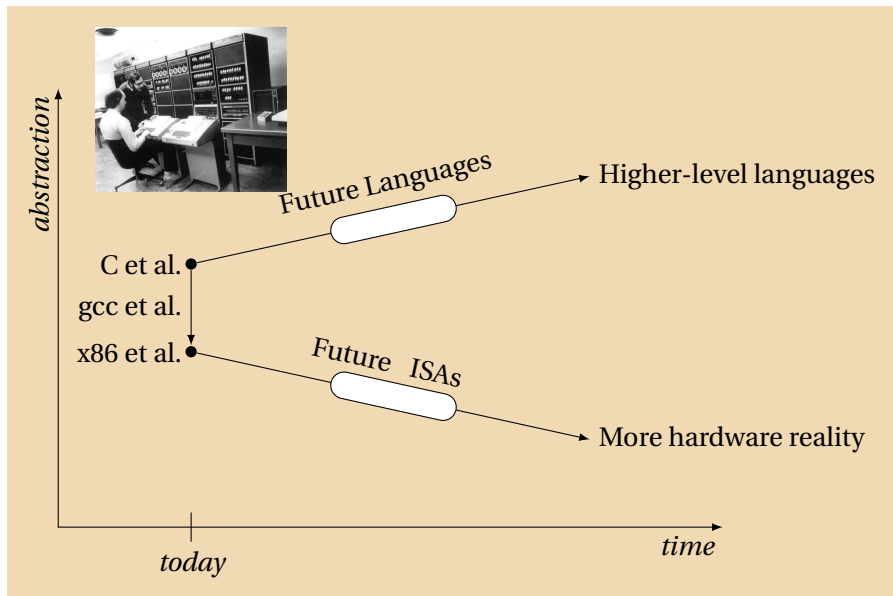 abstraction
Future Languages
Higher-level languages
C et al.
gcc et al.
x86 et al.
Future ISAs
More hardware reality
today
time